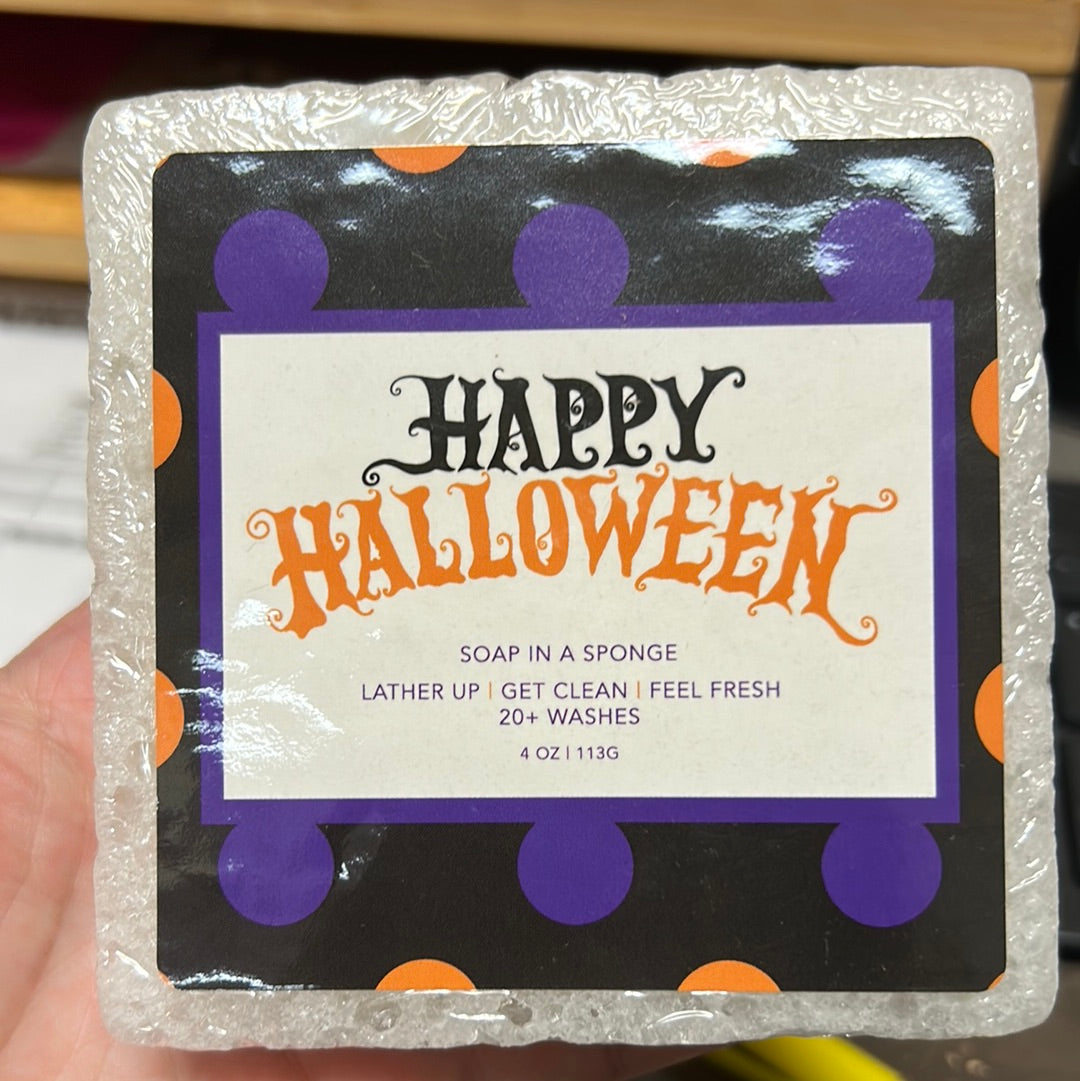 HAPPY
HALLOWEEN
SOAP IN A SPONGE
LATHER UP | GET CLEAN | FEEL FRESH
20+ WASHES
4 OZ | 113G